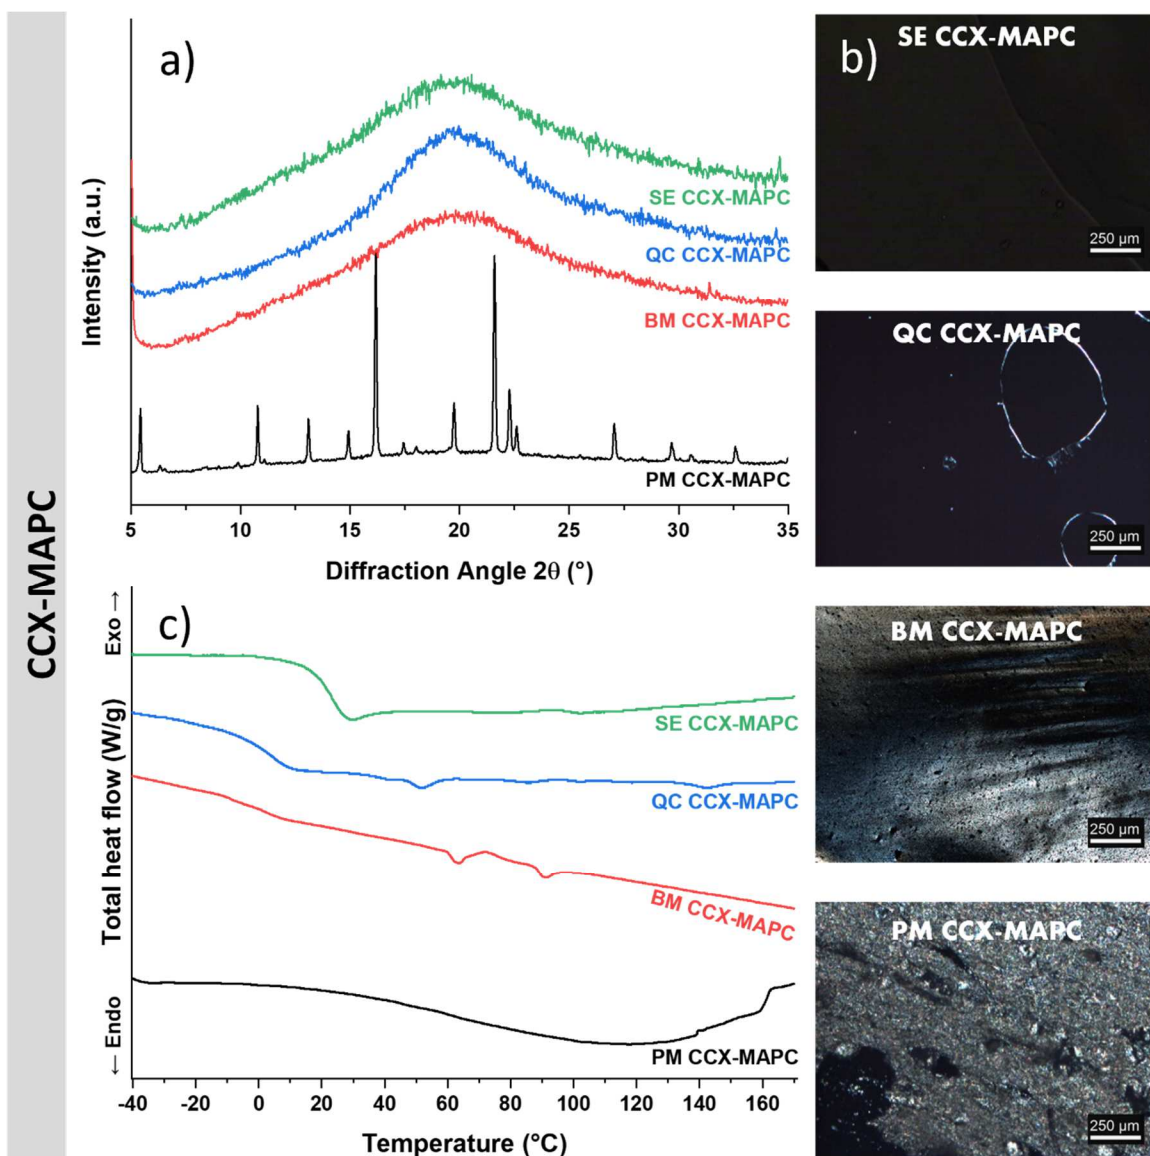 CCX-MAPC
a)
Intensity (a.u.)
SE CCX-MAPC
QC CCX-MAPC
BM CCX-MAPC
PM CCX-MAPC
5 10 15 20 25 30 35
Diffraction Angle 2θ (°)
b)
SE CCX-MAPC
250 µm
QC CCX-MAPC
250 µm
BM CCX-MAPC
250 µm
PM CCX-MAPC
250 µm
c)
← Endo
Total heat flow (W/g)
Exo →
SE CCX-MAPC
QC CCX-MAPC
BM CCX-MAPC
PM CCX-MAPC
-40 -20 0 20 40 60 80 100 120 140 160
Temperature (°C)